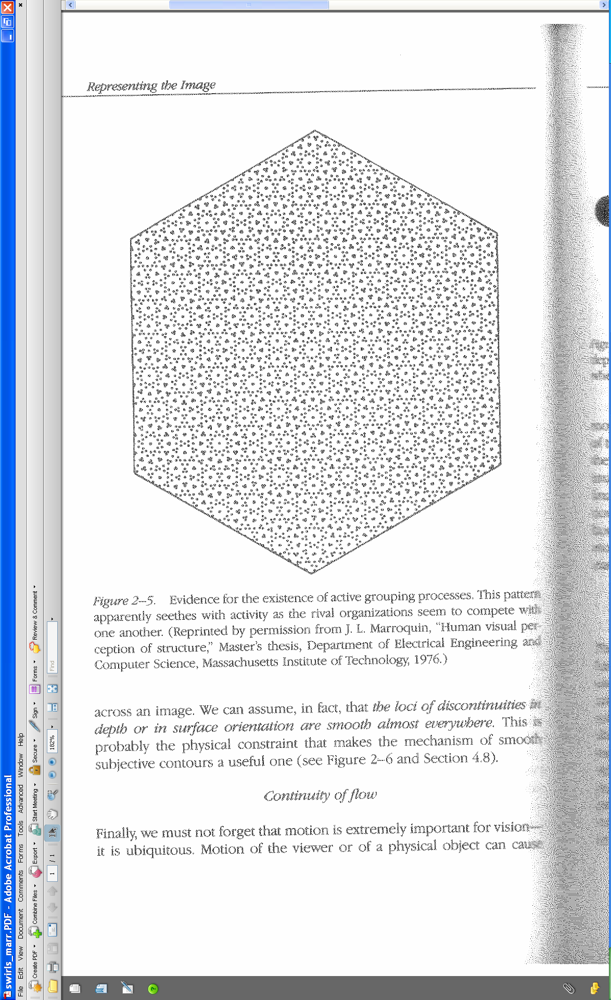 swirls_marr.PDF - Adobe Acrobat Professional
File Edit View Document Comments Forms Tools Advanced Window Help
Create PDF Combine Files Export Start Meeting Secure Sign Forms Review & Comment
1 / 1 182% Find
Representing the Image
Figure 2–5. Evidence for the existence of active grouping processes. This pattern
apparently seethes with activity as the rival organizations seem to compete with
one another. (Reprinted by permission from J. L. Marroquin, “Human visual per-
ception of structure,” Master’s thesis, Department of Electrical Engineering and
Computer Science, Massachusetts Institute of Technology, 1976.)
across an image. We can assume, in fact, that the loci of discontinuities in
depth or in surface orientation are smooth almost everywhere. This is
probably the physical constraint that makes the mechanism of smooth
subjective contours a useful one (see Figure 2–6 and Section 4.8).
Continuity of flow
Finally, we must not forget that motion is extremely important for vision—
it is ubiquitous. Motion of the viewer or of a physical object can cause